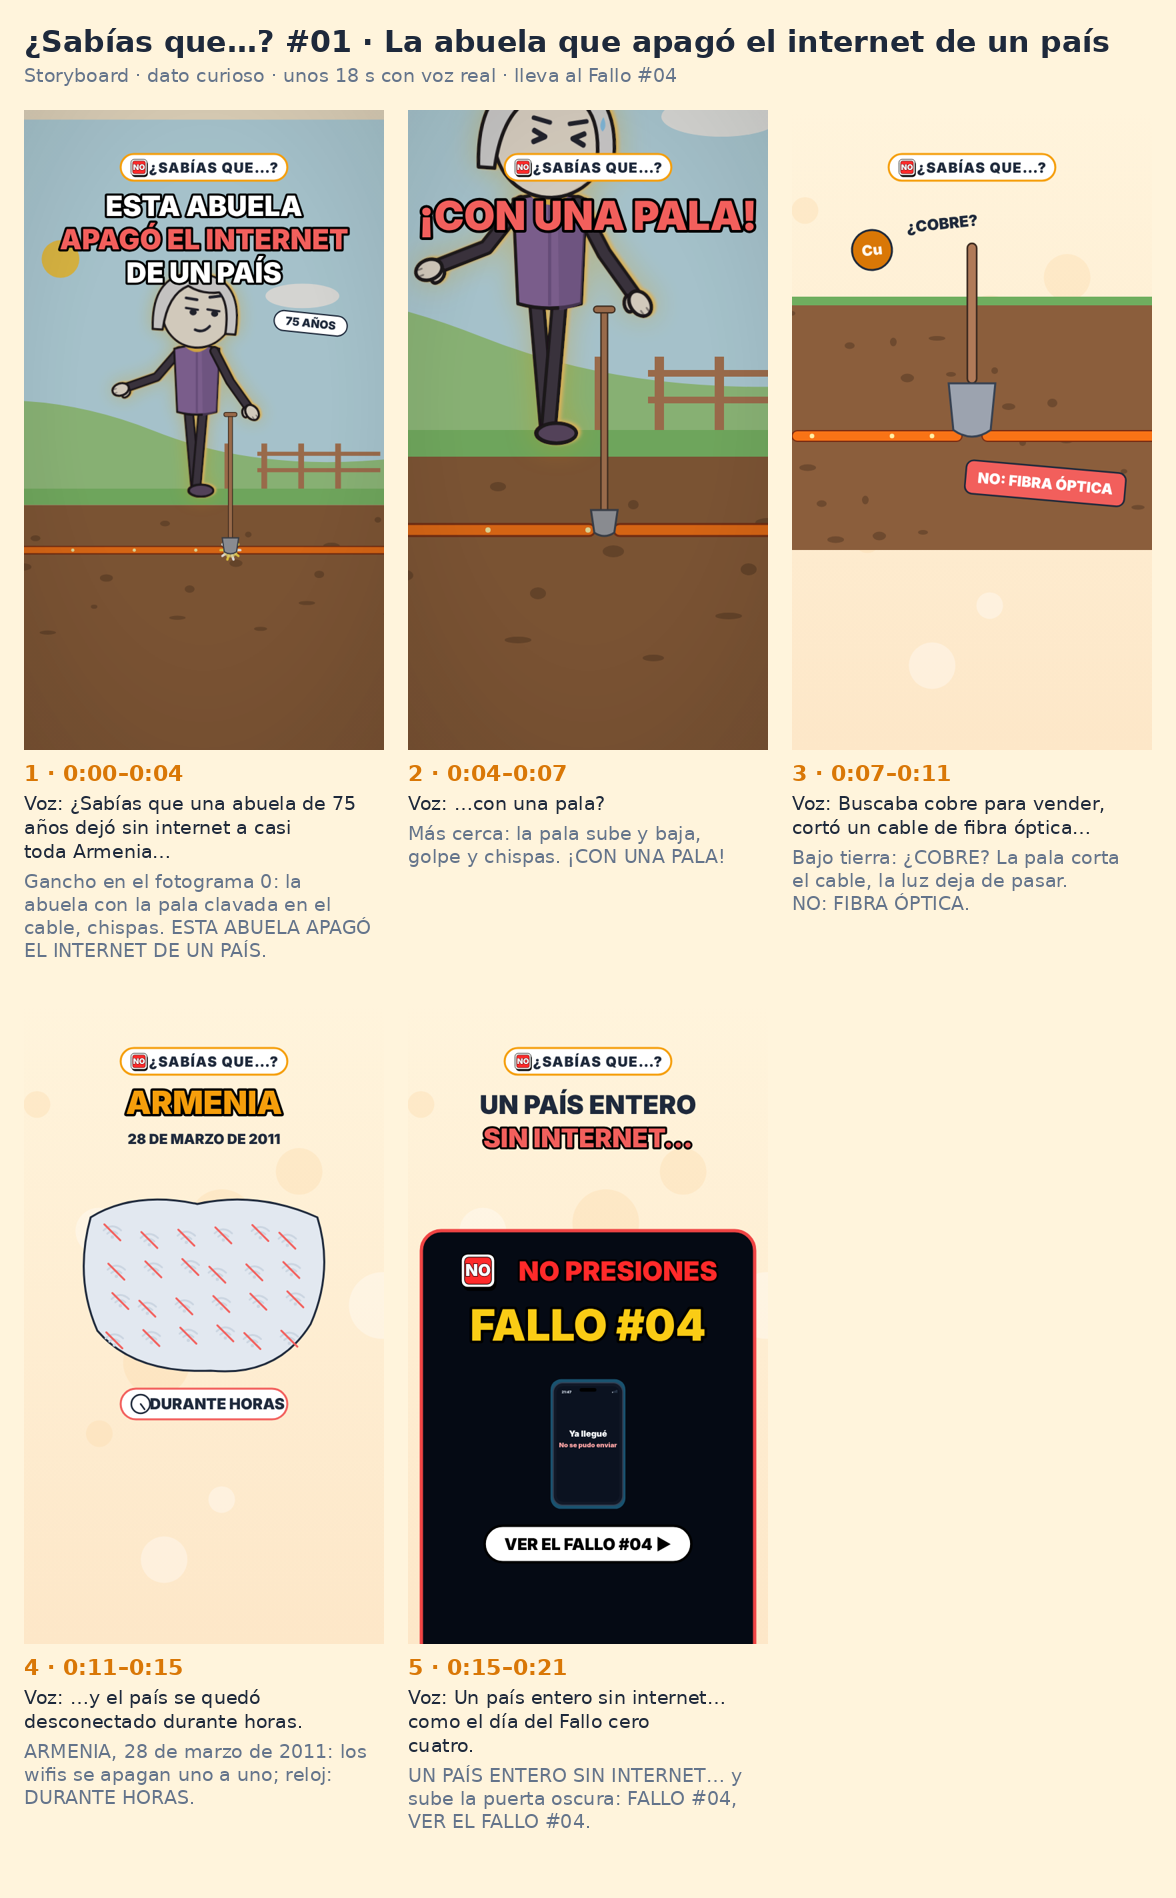 ¿Sabías que…? #01 · La abuela que apagó el internet de un país
Storyboard · dato curioso · unos 18 s con voz real · lleva al Fallo #04
NO ¿SABÍAS QUE…?
ESTA ABUELA
APAGÓ EL INTERNET
DE UN PAÍS
75 AÑOS
1 · 0:00–0:04
Voz: ¿Sabías que una abuela de 75
años dejó sin internet a casi
toda Armenia…
Gancho en el fotograma 0: la
abuela con la pala clavada en el
cable, chispas. ESTA ABUELA APAGÓ
EL INTERNET DE UN PAÍS.
NO ¿SABÍAS QUE…?
¡CON UNA PALA!
2 · 0:04–0:07
Voz: …con una pala?
Más cerca: la pala sube y baja,
golpe y chispas. ¡CON UNA PALA!
NO ¿SABÍAS QUE…?
¿COBRE?
Cu
NO: FIBRA ÓPTICA
3 · 0:07–0:11
Voz: Buscaba cobre para vender,
cortó un cable de fibra óptica…
Bajo tierra: ¿COBRE? La pala corta
el cable, la luz deja de pasar.
NO: FIBRA ÓPTICA.
NO ¿SABÍAS QUE…?
ARMENIA
28 DE MARZO DE 2011
DURANTE HORAS
4 · 0:11–0:15
Voz: …y el país se quedó
desconectado durante horas.
ARMENIA, 28 de marzo de 2011: los
wifis se apagan uno a uno; reloj:
DURANTE HORAS.
NO ¿SABÍAS QUE…?
UN PAÍS ENTERO
SIN INTERNET…
NO NO PRESIONES
FALLO #04
Ya llegué
No se pudo enviar
VER EL FALLO #04 ▶
5 · 0:15–0:21
Voz: Un país entero sin internet…
como el día del Fallo cero
cuatro.
UN PAÍS ENTERO SIN INTERNET… y
sube la puerta oscura: FALLO #04,
VER EL FALLO #04.